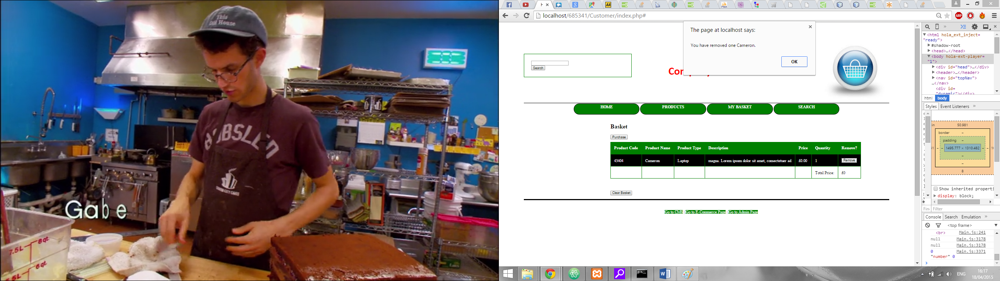 This
Old House
BOBSLED
CHARM CITY CAKES
Gabe
7.5L
8qt.
6qt.
5.5L
localhost/685341/Customer/index.php#
ABP
The page at localhost says:
You have removed one Cameron.
OK
Search
HOME
PRODUCTS
MY BASKET
SEARCH
Basket
Purchase
Product Code Product Name Product Type Description Price Quantity Remove?
43404 Cameron Laptop magna. Lorem ipsum dolor sit amet, consectetuer ad £0.00 1 Remove
Total Price: £0
Clear Basket
Go to CMS | Go to E-Commerce Page | Go to Admin Page
<html hola_ext_inject=
"ready">
#shadow-root
<head>…</head>
<body hola-ext-player=
"1">
<div id="head">…</div>
<header>…</header>
<nav id="topNav">
…</nav>
<div id=
"dynamic"></div>
html body
Styles Event Listeners »
50.981
border –
padding –
1495.777 × 1310.482
8
Show inherited properti
display: block;
Filter
Console Search Emulation »
<top frame>
<br> Main.js:241
null Main.js:3178
null Main.js:3178
0 Main.js:3371
"number" 0
ENG
16:17
18/04/2015